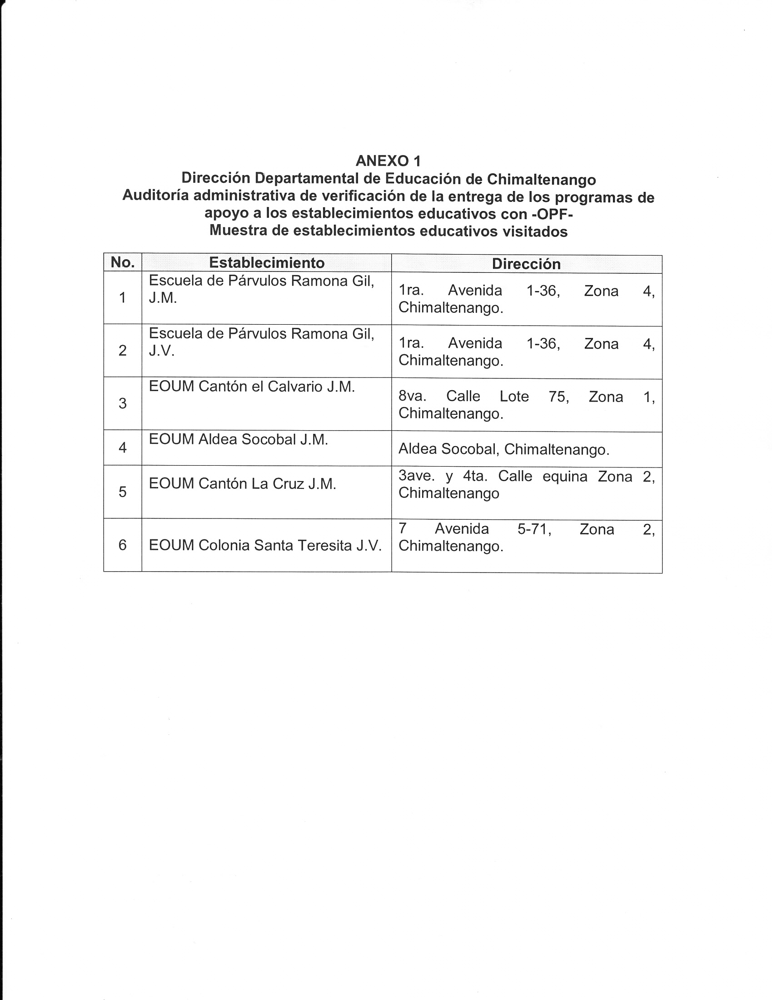 ANEXO 1
Dirección Departamental de Educación de Chimaltenango
Auditoría administrativa de verificación de la entrega de los programas de
apoyo a los establecimientos educativos con -OPF-
Muestra de establecimientos educativos visitados
No. Establecimiento Dirección
1 Escuela de Párvulos Ramona Gil,
J.M.
1ra. Avenida 1-36, Zona 4,
Chimaltenango.
2 Escuela de Párvulos Ramona Gil,
J.V.
1ra. Avenida 1-36, Zona 4,
Chimaltenango.
3 EOUM Cantón el Calvario J.M.
8va. Calle Lote 75, Zona 1,
Chimaltenango.
4 EOUM Aldea Socobal J.M.
Aldea Socobal, Chimaltenango.
5 EOUM Cantón La Cruz J.M.
3ave. y 4ta. Calle equina Zona 2,
Chimaltenango
6 EOUM Colonia Santa Teresita J.V.
7 Avenida 5-71, Zona 2,
Chimaltenango.